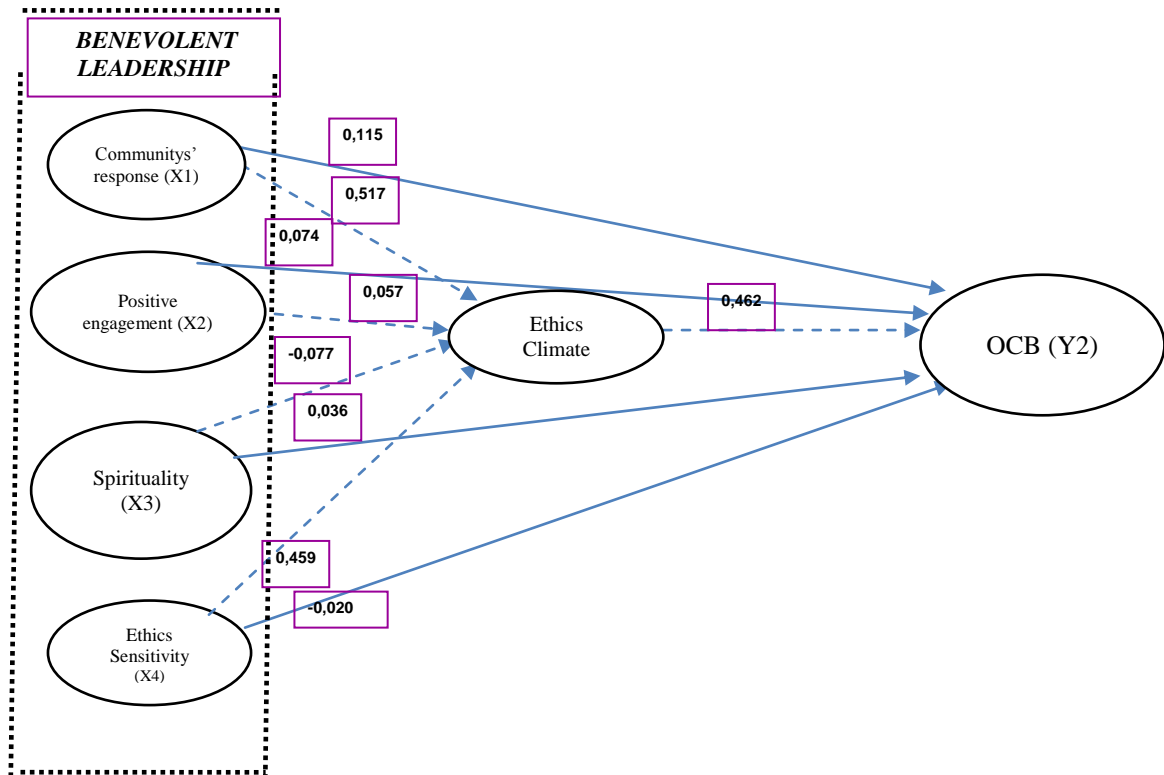 BENEVOLENT
LEADERSHIP
Communitys’
response (X1)
0,115
0,517
0,074
Positive
engagement (X2)
0,057
0,462
Ethics
Climate
OCB (Y2)
-0,077
0,036
Spirituality
(X3)
0,459
-0,020
Ethics
Sensitivity
(X4)